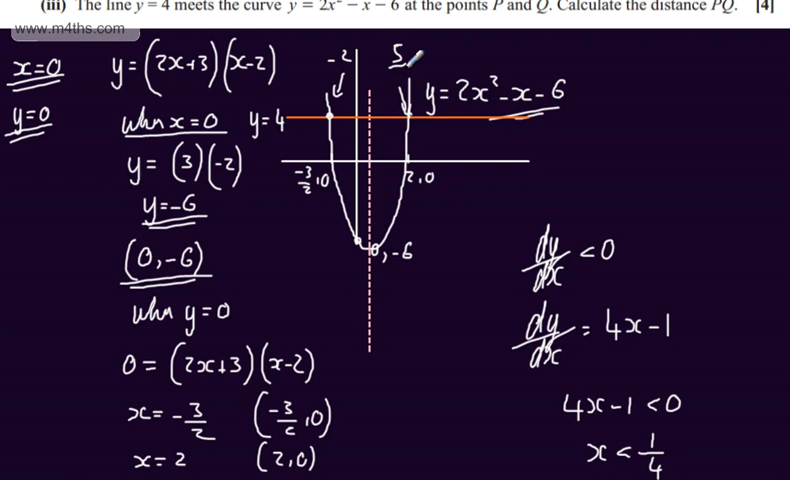 (iii) The line y = 4 meets the curve y = 2x² − x − 6 at the points P and Q. Calculate the distance PQ. [4]
www.m4ths.com
x=0
y=0
y=(2x+3)(x-2)
when x=0
y= (3)(-2)
y=-6
(0,-6)
when y=0
0=(2x+3)(x-2)
x=-3/2 (-3/2,0)
x=2 (2,0)
-2
5/
y=2x²-x-6
y=4
-3/2,0
2,0
0,-6
dy/dx <0
dy/dx = 4x-1
4x-1<0
x<1/4